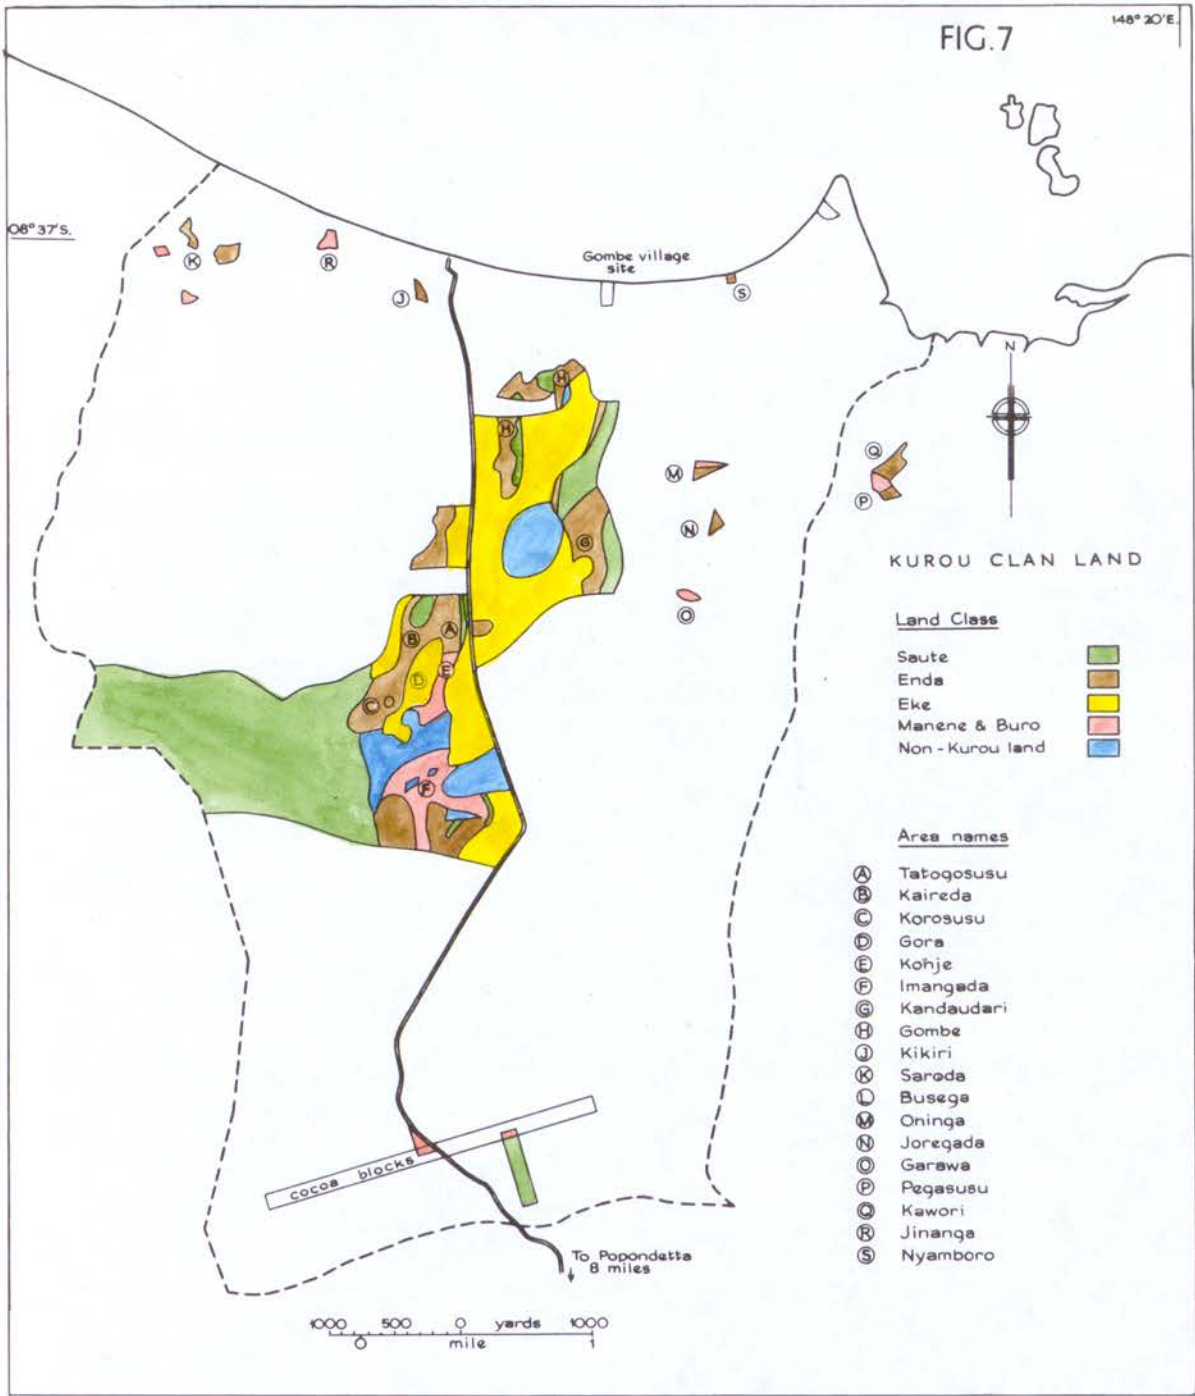 FIG.7
148° 20'E.
08° 37'S.
Gombe village
site
K
R
J
S
H
H
M
Q
P
G
N
O
B
A
E
D
C
F
N
KUROU CLAN LAND
Land Class
Saute
Enda
Eke
Manene & Buro
Non-Kurou land
Area names
A Tatogosusu
B Kaireda
C Korosusu
D Gora
E Kohje
F Imangada
G Kandaudari
H Gombe
J Kikiri
K Saroda
L Busega
M Oninga
N Joregada
O Garawa
P Pegasusu
Q Kawori
R Jinanga
S Nyamboro
cocoa blocks
To Popondetta
8 miles
1000 500 0 yards 1000
0 mile 1